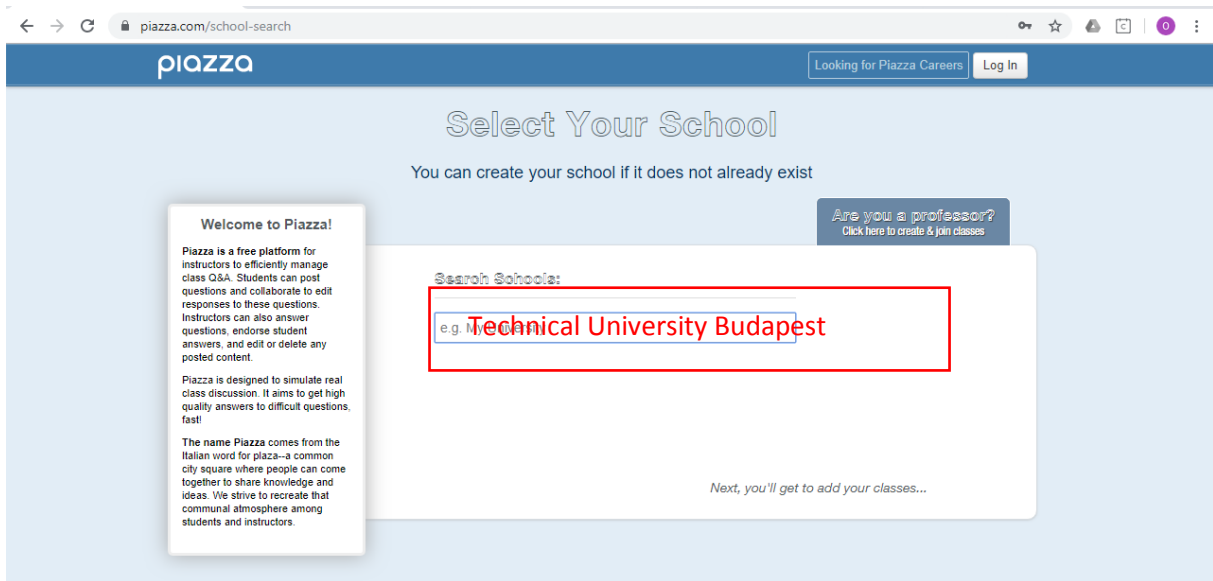 piazza.com/school-search
C
O
piazza
Looking for Piazza Careers
Log In
Select Your School
You can create your school if it does not already exist
Are you a professor?
Click here to create & join classes
Welcome to Piazza!
Piazza is a free platform for
instructors to efficiently manage
class Q&A. Students can post
questions and collaborate to edit
responses to these questions.
Instructors can also answer
questions, endorse student
answers, and edit or delete any
posted content.
Piazza is designed to simulate real
class discussion. It aims to get high
quality answers to difficult questions,
fast!
The name Piazza comes from the
Italian word for plaza--a common
city square where people can come
together to share knowledge and
ideas. We strive to recreate that
communal atmosphere among
students and instructors.
Search Schools:
e.g. My University
Technical University Budapest
Next, you'll get to add your classes...